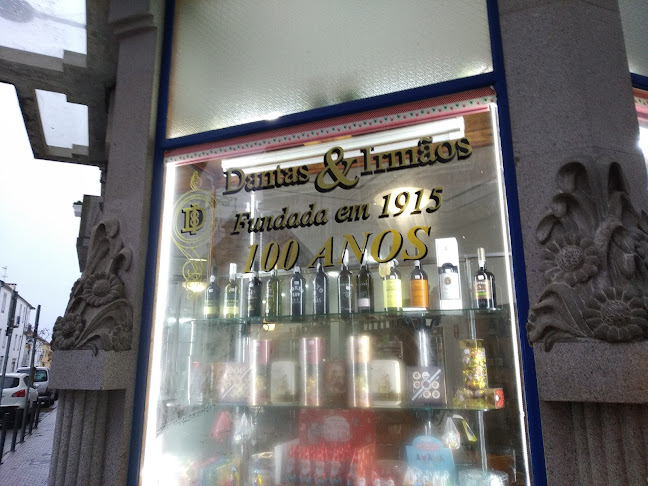 Dantas & Irmãos
Fundada em 1915
100 ANOS